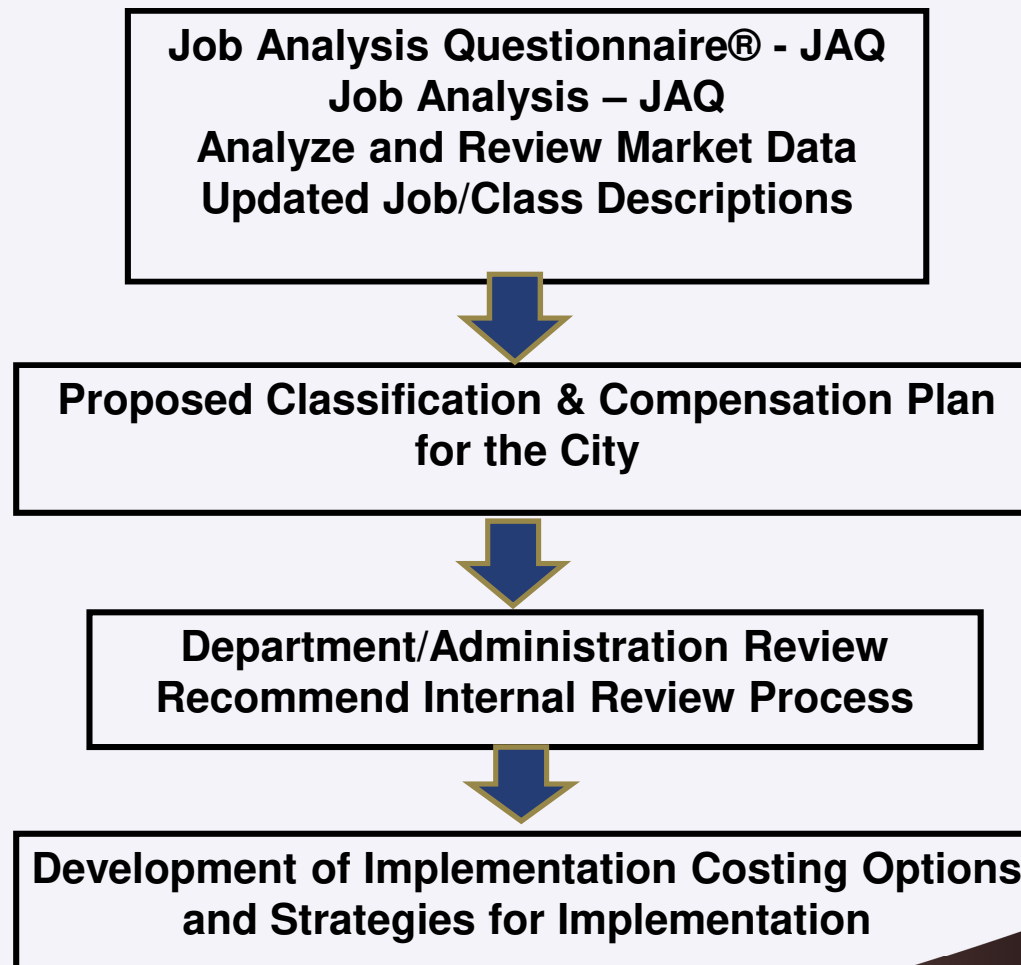 Job Analysis Questionnaire® - JAQ
Job Analysis – JAQ
Analyze and Review Market Data
Updated Job/Class Descriptions
Proposed Classification & Compensation Plan
for the City
Department/Administration Review
Recommend Internal Review Process
Development of Implementation Costing Options
and Strategies for Implementation